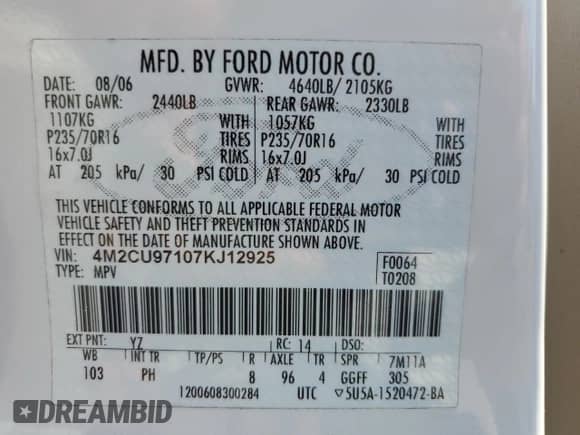 MFD. BY FORD MOTOR CO.
DATE: 08/06 GVWR: 4640LB/ 2105KG
FRONT GAWR: 2440LB REAR GAWR: 2330LB
1107KG WITH 1057KG WITH
P235/70R16 TIRES P235/70R16 TIRES
16x7.0J RIMS 16x7.0J RIMS
AT 205 kPa/ 30 PSI COLD AT 205 kPa/ 30 PSI COLD
THIS VEHICLE CONFORMS TO ALL APPLICABLE FEDERAL MOTOR
VEHICLE SAFETY AND THEFT PREVENTION STANDARDS IN
EFFECT ON THE DATE OF MANUFACTURE SHOWN ABOVE.
VIN: 4M2CU97107KJ12925 F0064
TYPE: MPV T0208
EXT PNT: YZ RC: 14 DSO:
WB INT TR TP/PS R AXLE TR SPR 7M11A
103 PH 8 96 4 GGFF 305
1200608300284 UTC ▽5U5A-1520472-BA
Ford
DREAMBID